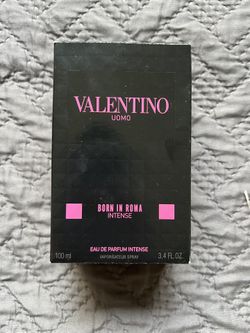 VALENTINO
UOMO
BORN IN ROMA
INTENSE
EAU DE PARFUM INTENSE
VAPORISATEUR SPRAY
100 ml 3.4 FL.OZ.